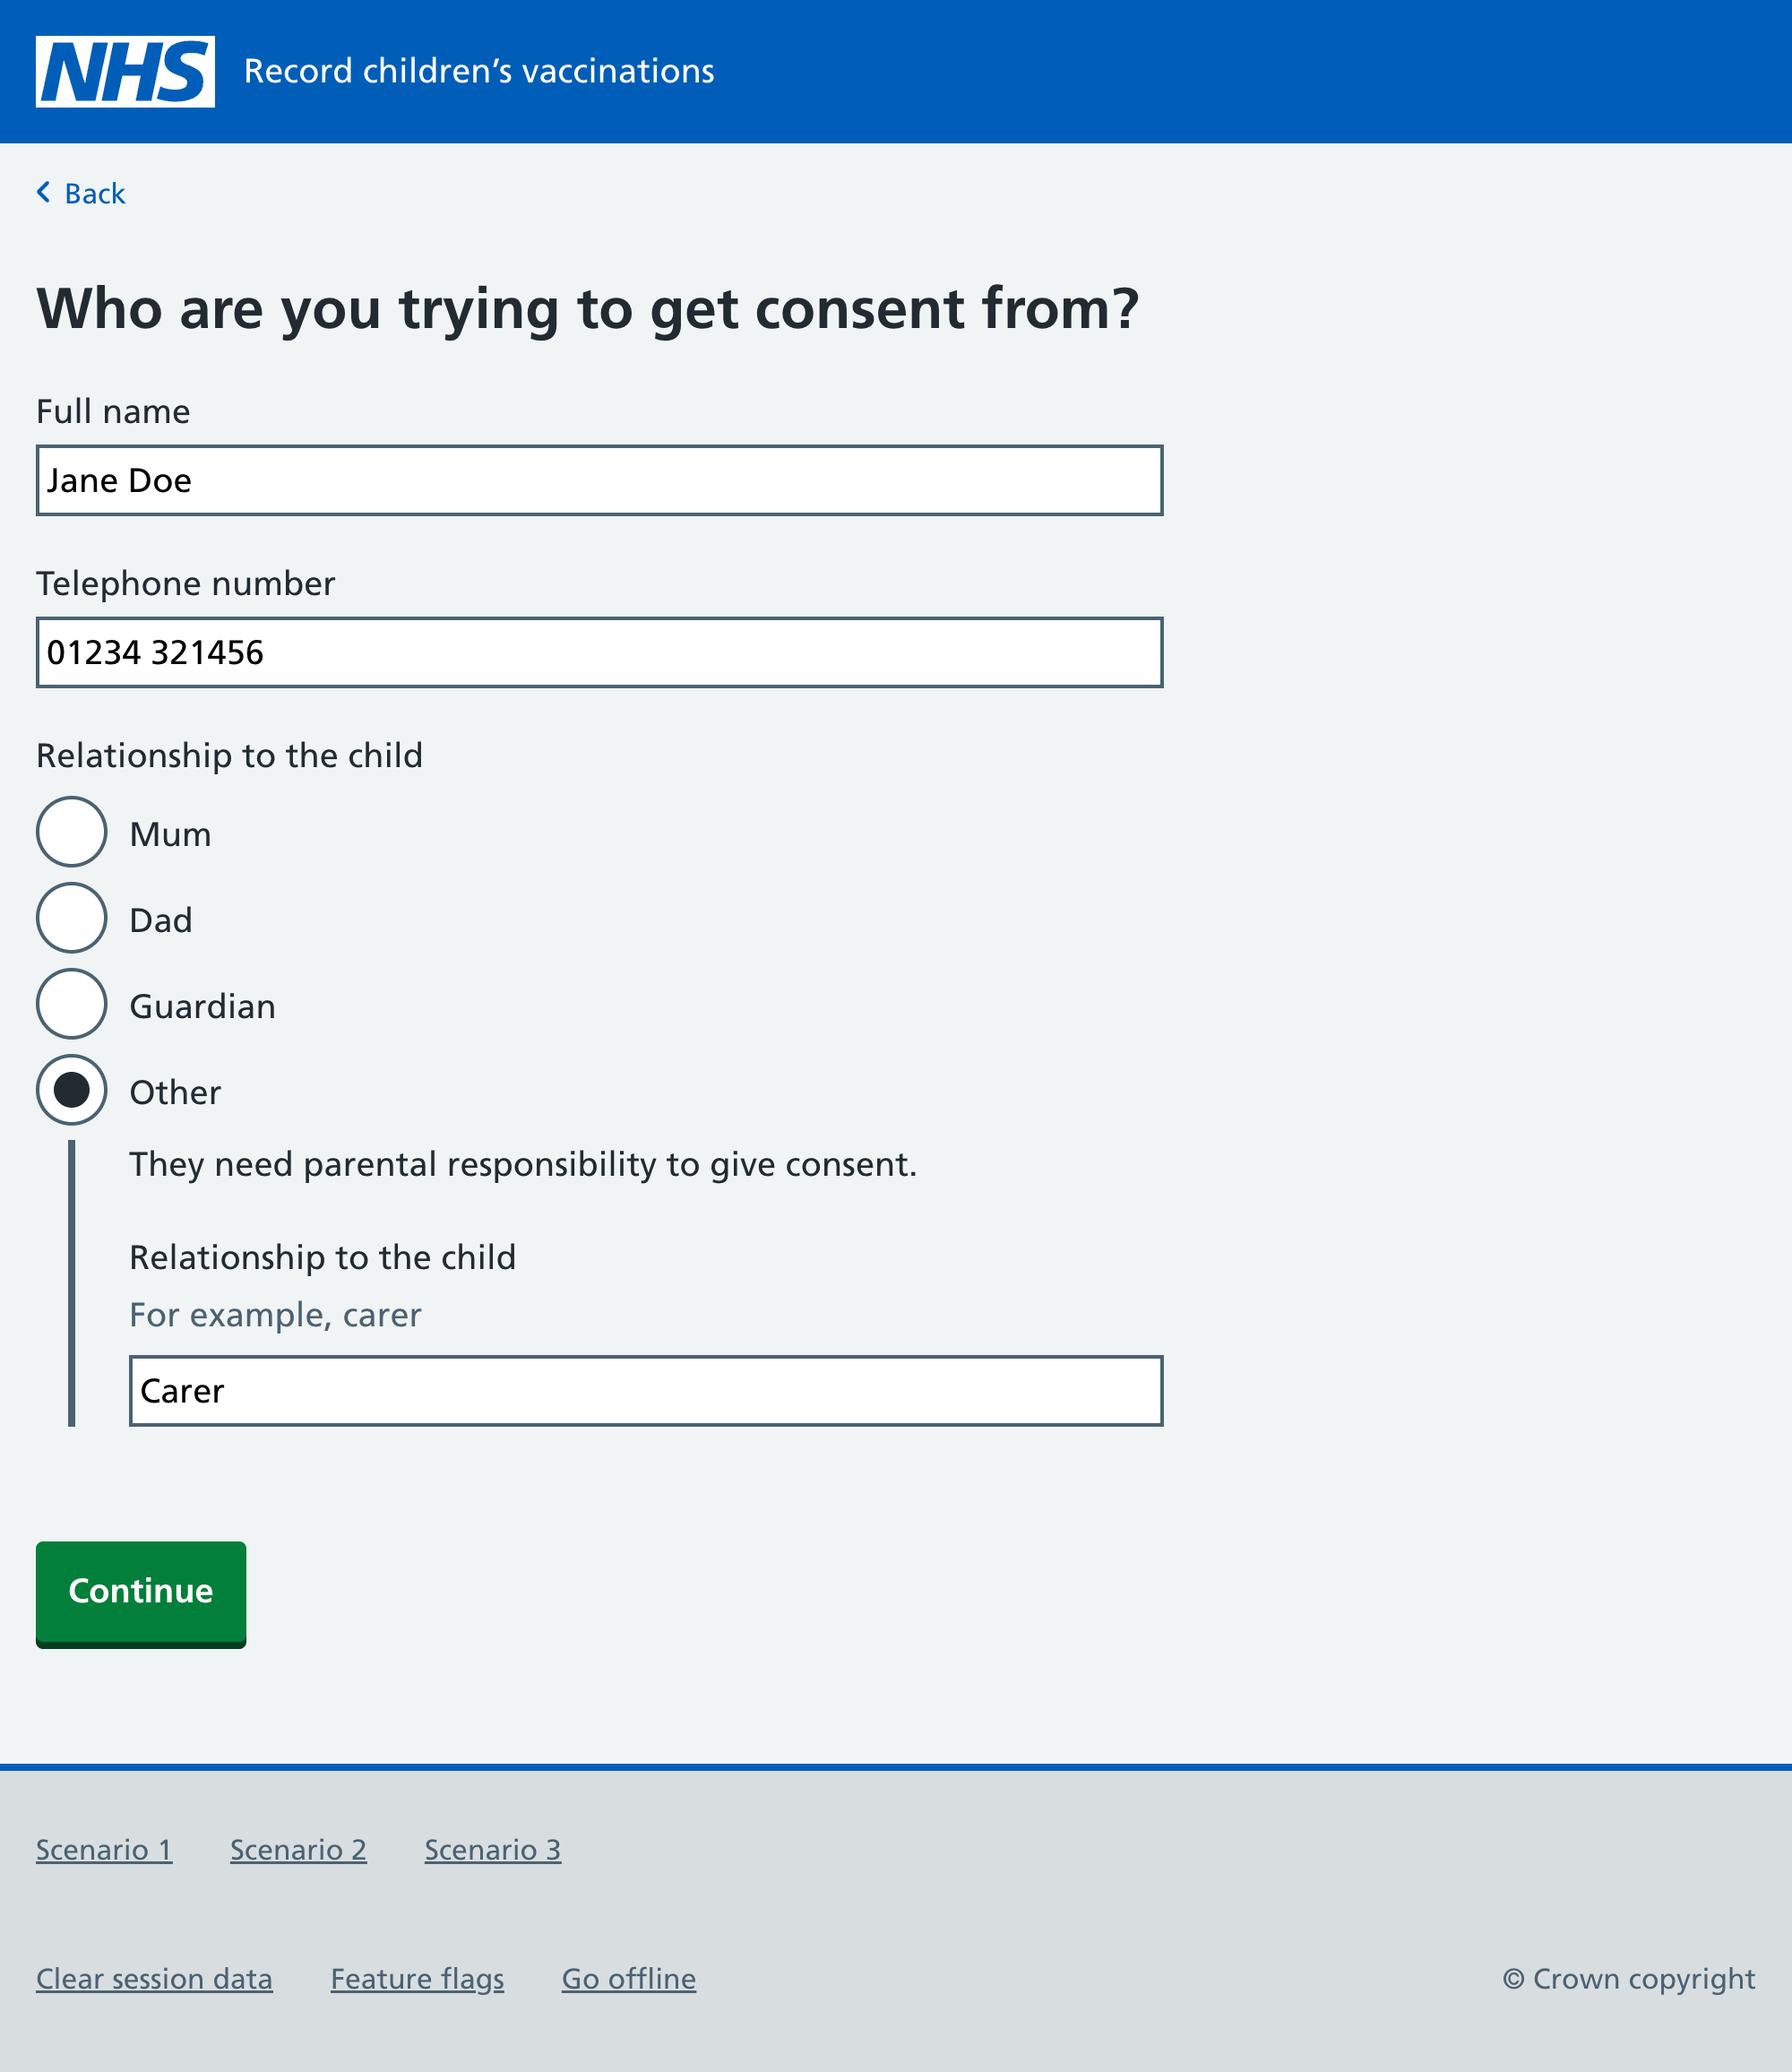 NHS Record children’s vaccinations
Back
Who are you trying to get consent from?
Full name
Jane Doe
Telephone number
01234 321456
Relationship to the child
Mum
Dad
Guardian
Other
They need parental responsibility to give consent.
Relationship to the child
For example, carer
Carer
Continue
Scenario 1 Scenario 2 Scenario 3
Clear session data Feature flags Go offline © Crown copyright